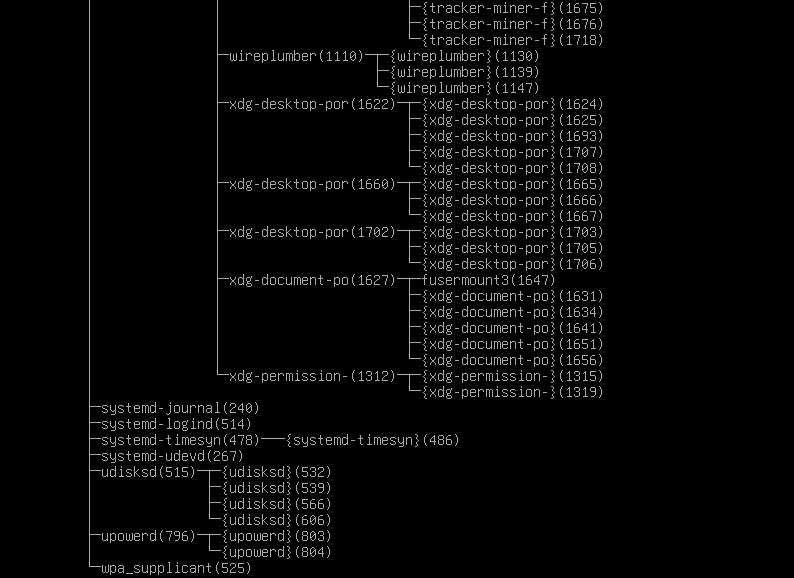 {tracker-miner-f}(1675)
{tracker-miner-f}(1676)
{tracker-miner-f}(1718)
wireplumber(1110)─┬─{wireplumber}(1130)
├─{wireplumber}(1139)
└─{wireplumber}(1147)
xdg-desktop-por(1622)─┬─{xdg-desktop-por}(1624)
├─{xdg-desktop-por}(1625)
├─{xdg-desktop-por}(1693)
├─{xdg-desktop-por}(1707)
└─{xdg-desktop-por}(1708)
xdg-desktop-por(1660)─┬─{xdg-desktop-por}(1665)
├─{xdg-desktop-por}(1666)
└─{xdg-desktop-por}(1667)
xdg-desktop-por(1702)─┬─{xdg-desktop-por}(1703)
├─{xdg-desktop-por}(1705)
└─{xdg-desktop-por}(1706)
xdg-document-po(1627)─┬─fusermount3(1647)
├─{xdg-document-po}(1631)
├─{xdg-document-po}(1634)
├─{xdg-document-po}(1641)
├─{xdg-document-po}(1651)
└─{xdg-document-po}(1656)
xdg-permission-(1312)─┬─{xdg-permission-}(1315)
└─{xdg-permission-}(1319)
├─systemd-journal(240)
├─systemd-logind(514)
├─systemd-timesyn(478)───{systemd-timesyn}(486)
├─systemd-udevd(267)
├─udisksd(515)─┬─{udisksd}(532)
├─{udisksd}(539)
├─{udisksd}(566)
└─{udisksd}(606)
├─upowerd(796)─┬─{upowerd}(803)
└─{upowerd}(804)
└─wpa_supplicant(525)